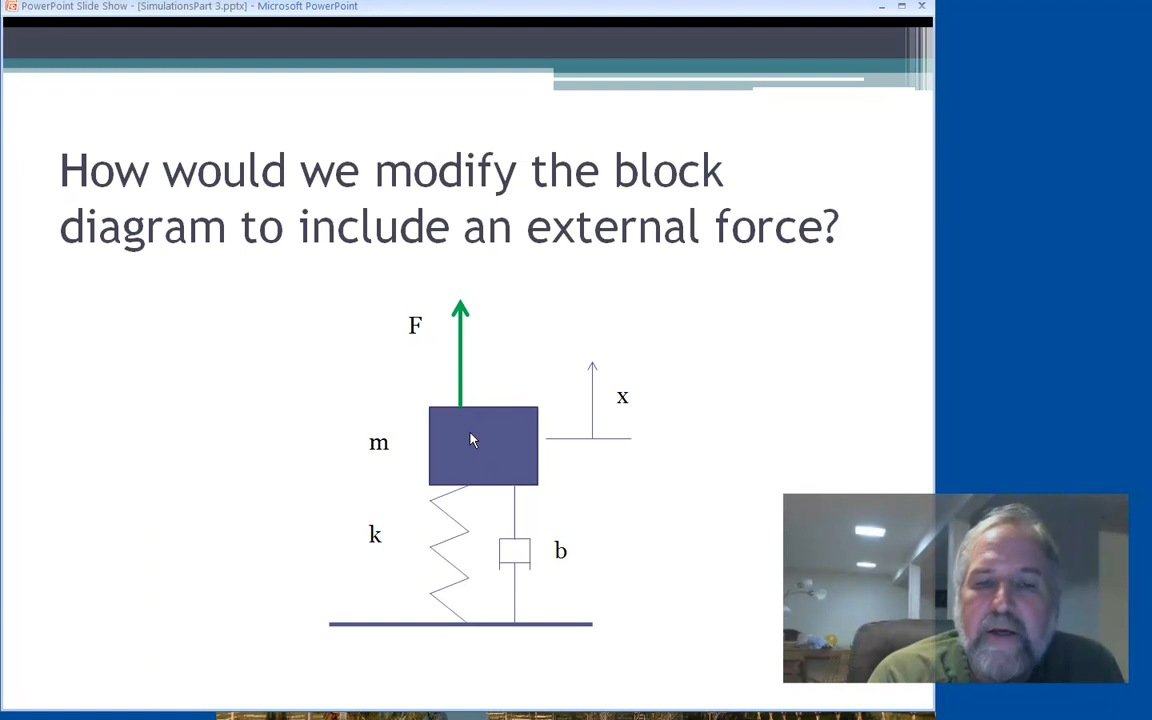 PowerPoint Slide Show - [SimulationsPart 3.pptx] - Microsoft PowerPoint
How would we modify the block
diagram to include an external force?
F
x
m
k
b